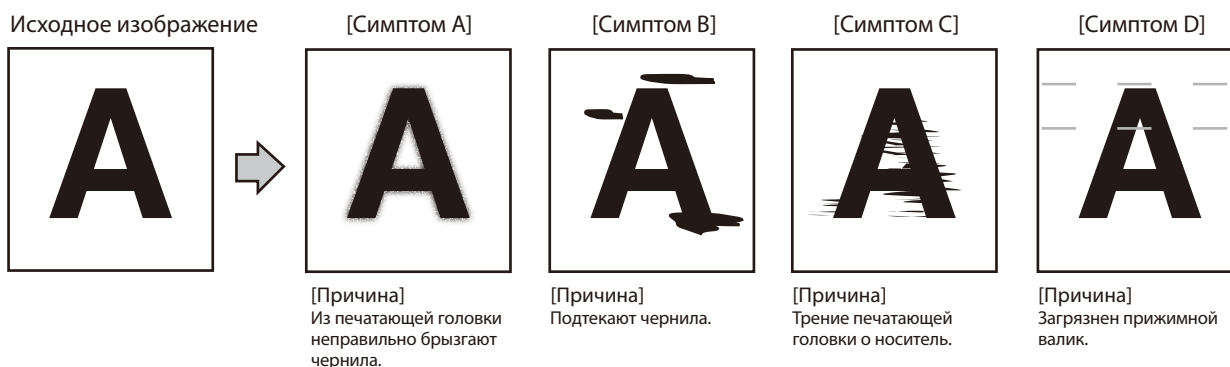 Исходное изображение
[Симптом A]
[Симптом B]
[Симптом C]
[Симптом D]
A
A
A
A
A
[Причина]
Из печатающей головки
неправильно брызгают
чернила.
[Причина]
Подтекают чернила.
[Причина]
Трение печатающей
головки о носитель.
[Причина]
Загрязнен прижимной
валик.